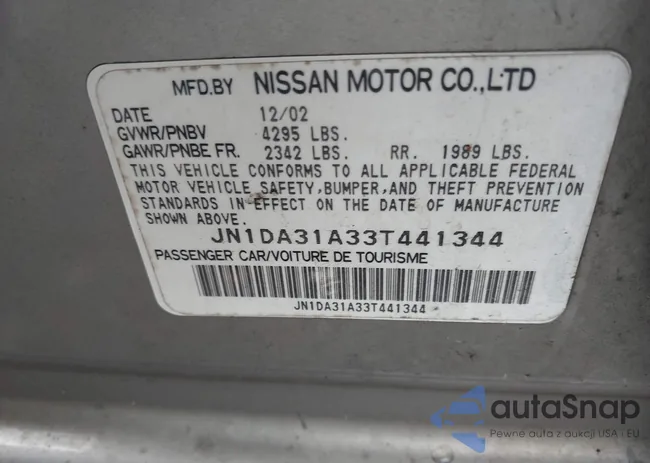 MFD.BY NISSAN MOTOR CO.,LTD
DATE 12/02
GVWR/PNBV 4295 LBS.
GAWR/PNBE FR. 2342 LBS. RR. 1989 LBS.
THIS VEHICLE CONFORMS TO ALL APPLICABLE FEDERAL
MOTOR VEHICLE SAFETY,BUMPER,AND THEFT PREVENTION
STANDARDS IN EFFECT ON THE DATE OF MANUFACTURE
SHOWN ABOVE.
JN1DA31A33T441344
PASSENGER CAR/VOITURE DE TOURISME
JN1DA31A33T441344
autaSnap
Pewne auta z aukcji USA i EU